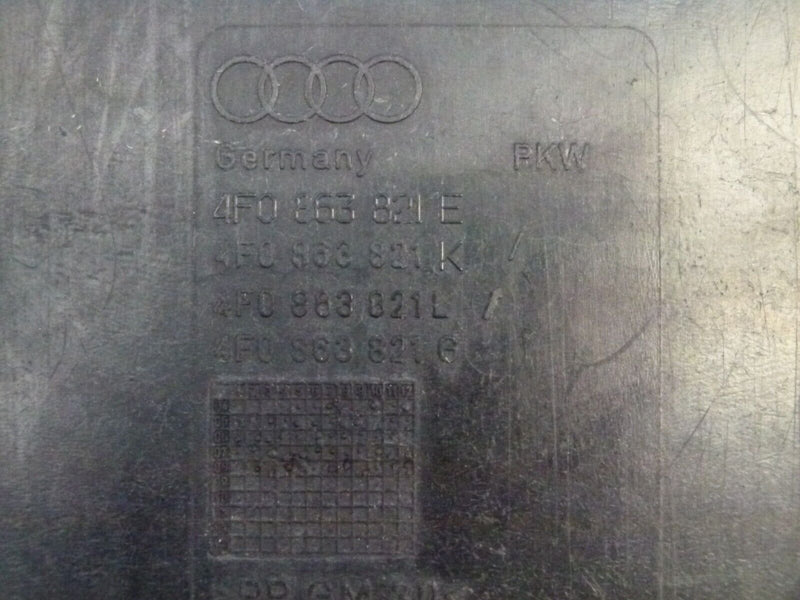 Germany PKW
4F0 863 821 E
4F0 863 821 K
4F0 863 821 L
4F0 863 821 G